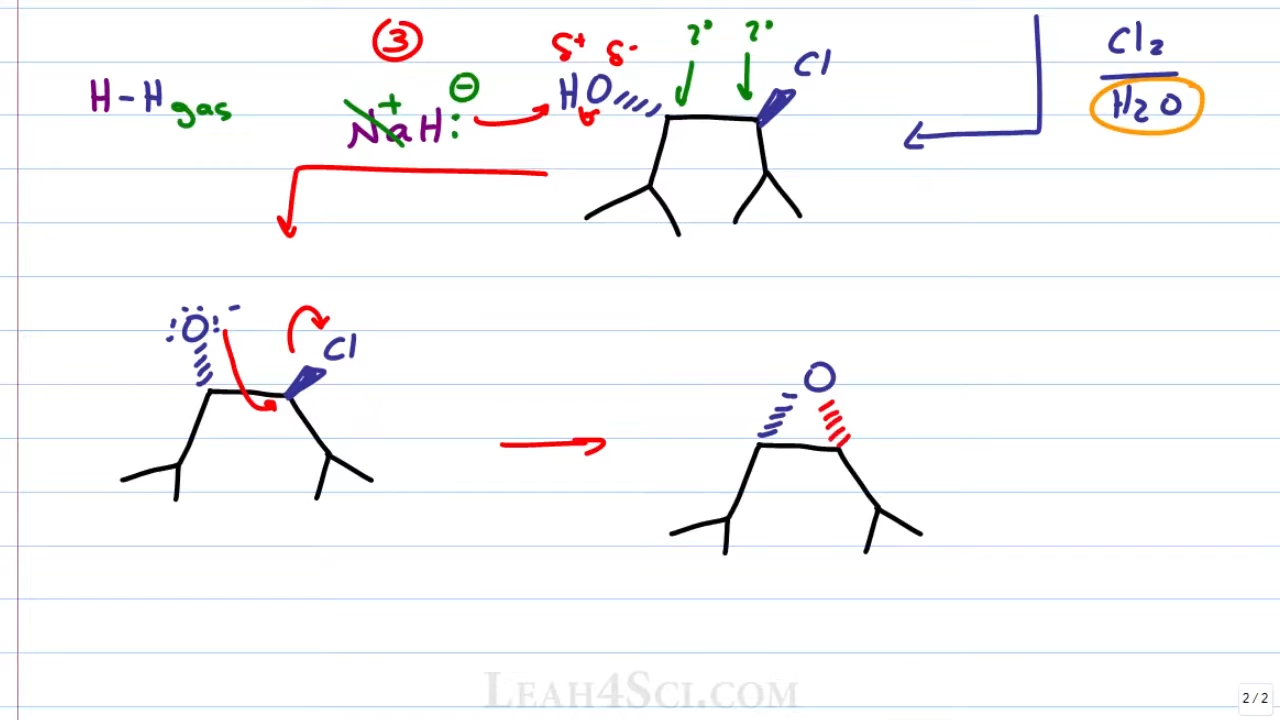 ③
H-H gas
Na⁺H:⊖
δ+ δ-
HO
2° 2°
Cl
Cl₂
H₂O
:Ö:⁻
Cl
O
LEAH4SCI.COM
2 / 2